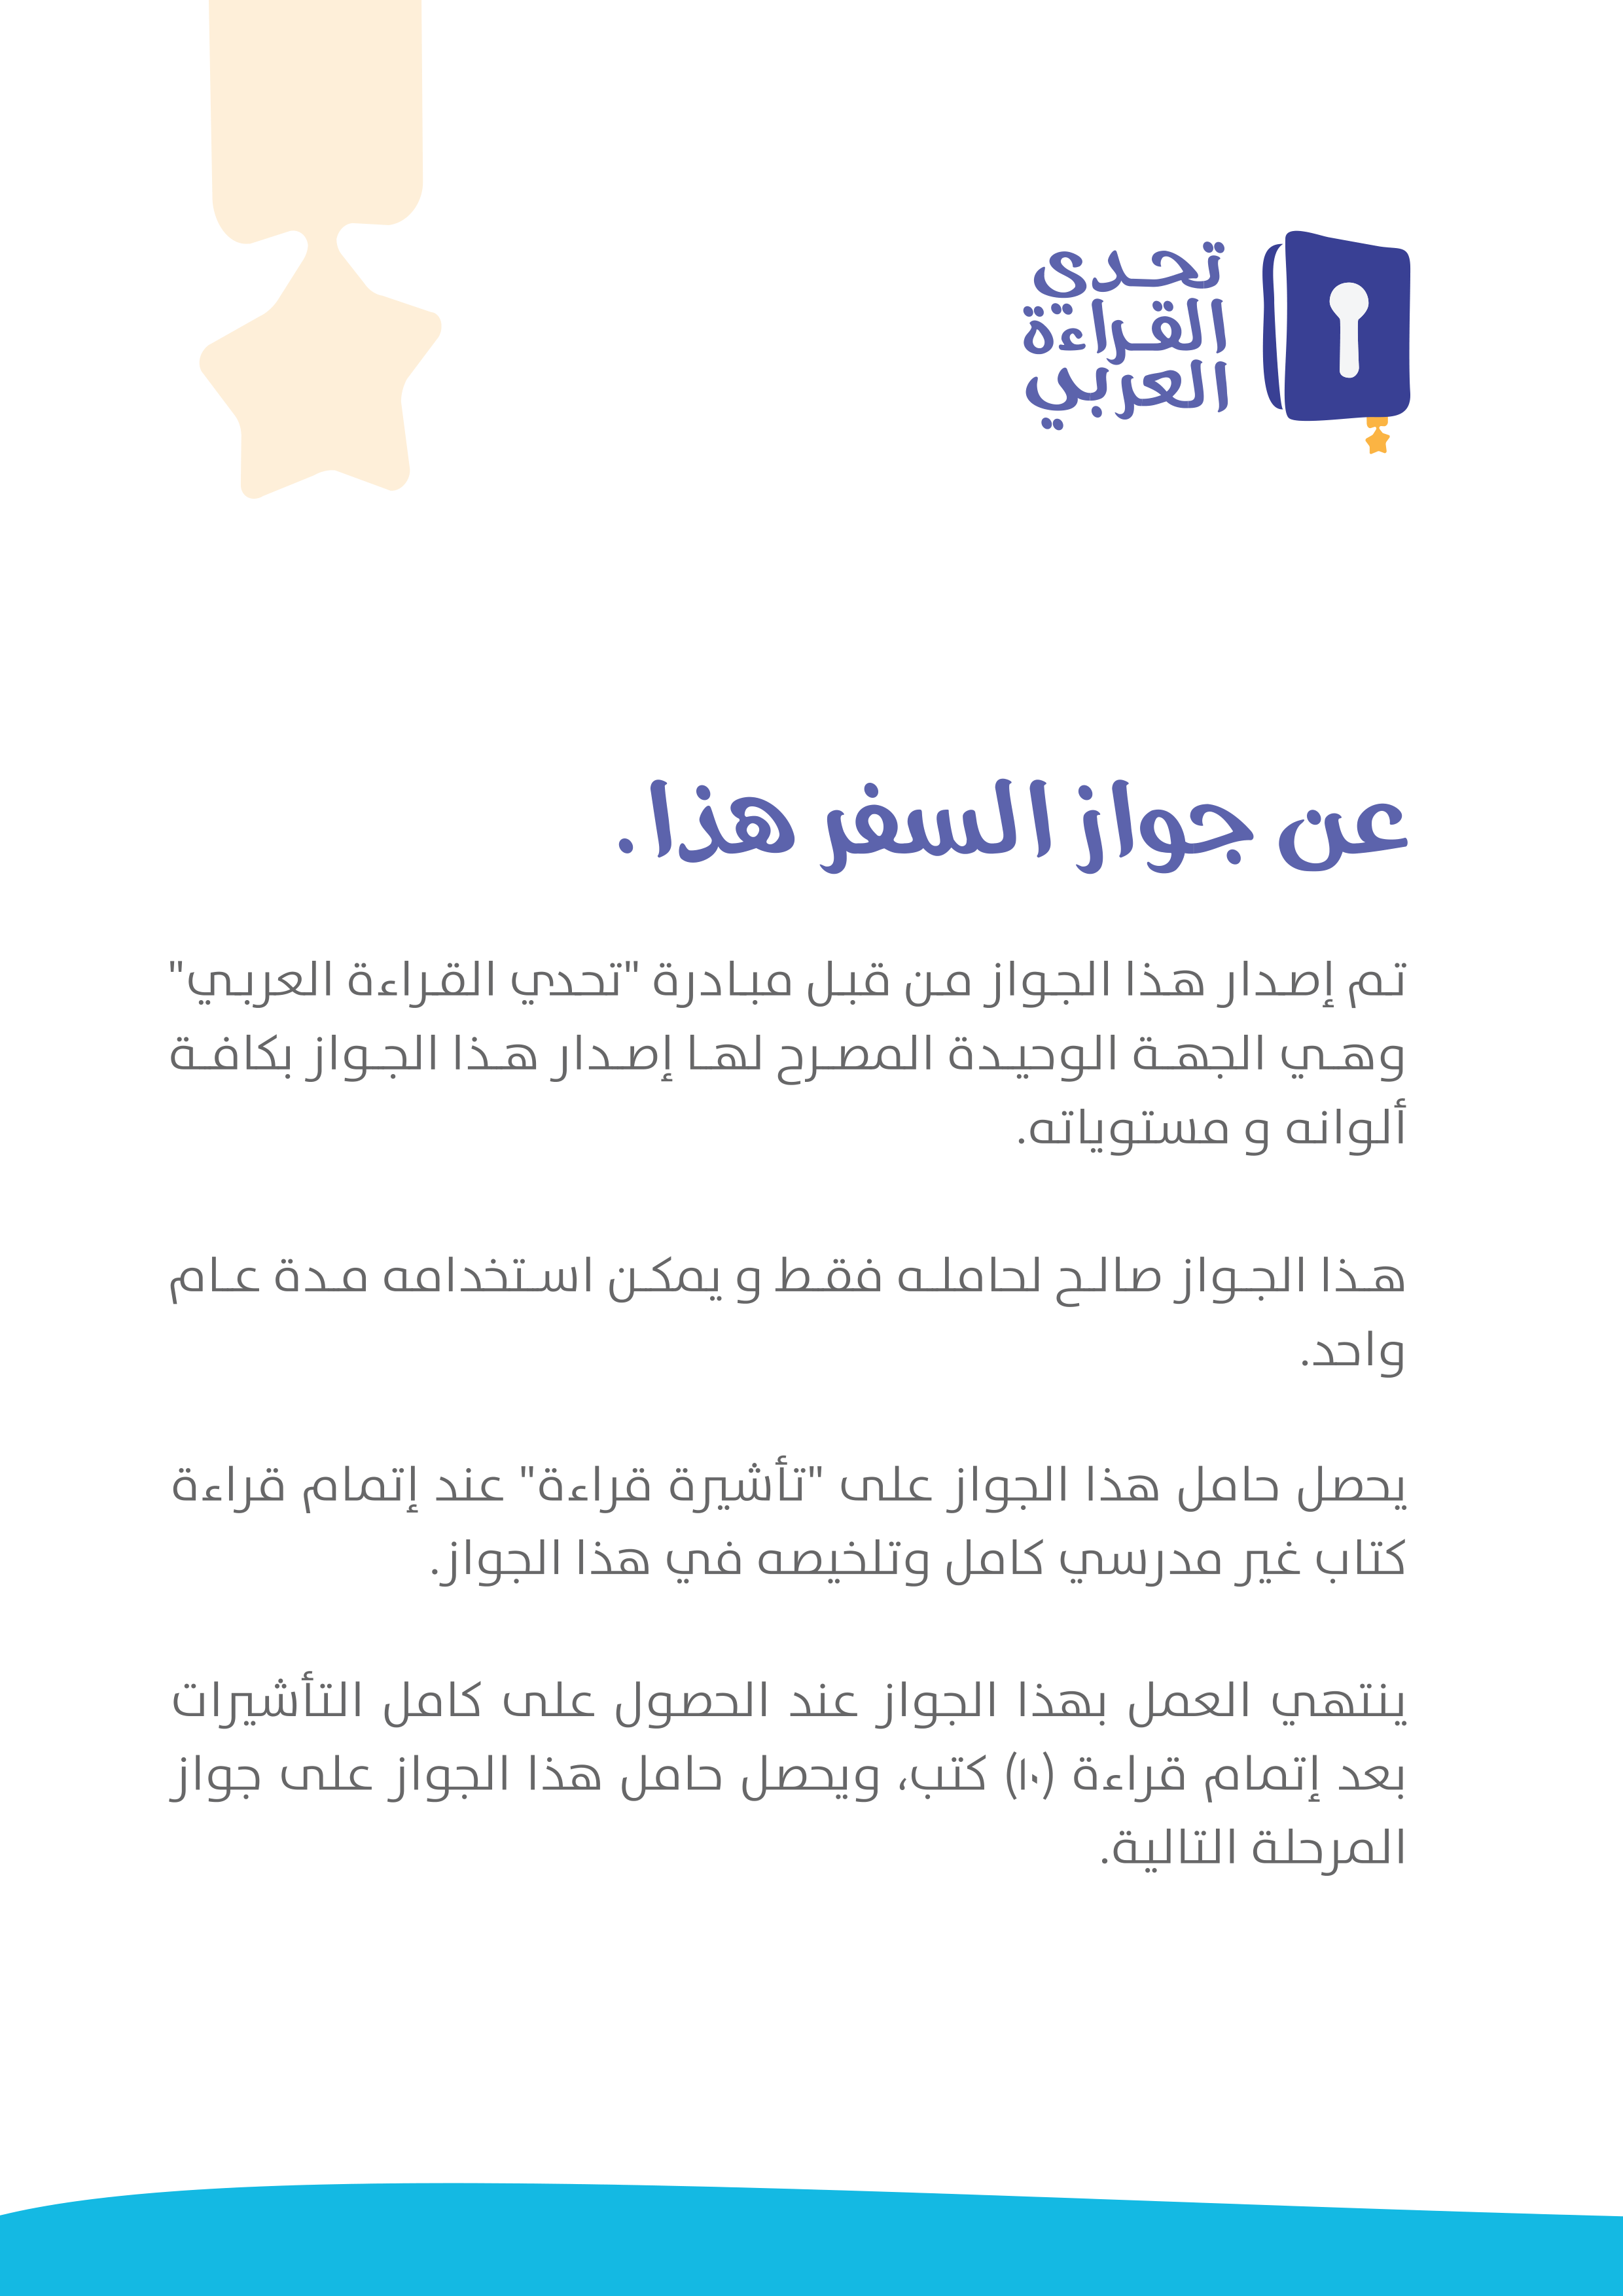 تحدي
القراءة
العربي
عن جواز السفر هذا.
تم إصدار هذا الجواز من قبل مبادرة "تحدي القراءة العربي"
وهي الجهة الوحيدة المصرح لها إصدار هذا الجواز بكافة
ألوانه و مستوياته.
هذا الجواز صالح لحامله فقط و يمكن استخدامه مدة عام
واحد.
يحصل حامل هذا الجواز على "تأشيرة قراءة" عند إتمام قراءة
كتاب غير مدرسي كامل وتلخيصه في هذا الجواز.
ينتهي العمل بهذا الجواز عند الحصول على كامل التأشيرات
بعد إتمام قراءة (١٠) كتب، ويحصل حامل هذا الجواز على جواز
المرحلة التالية.